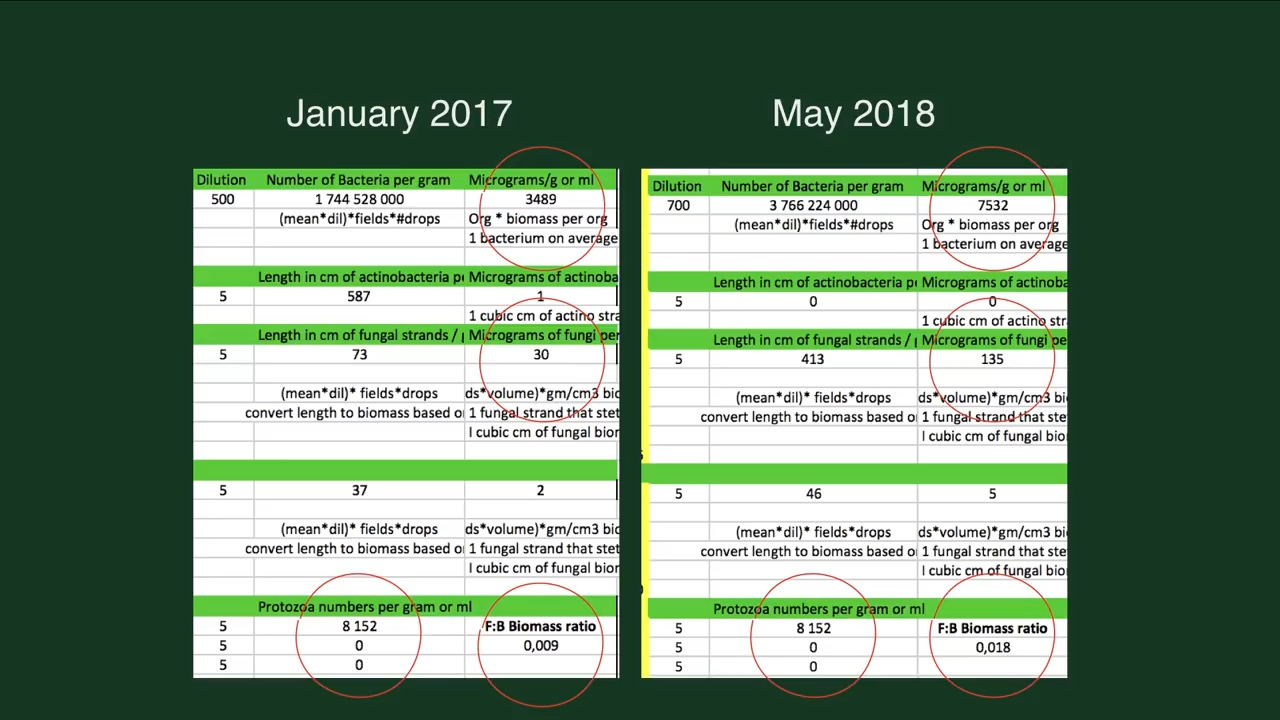 January 2017
Dilution Number of Bacteria per gram Micrograms/g or ml
500 1 744 528 000 3489
(mean*dil)*fields*#drops Org * biomass per org
1 bacterium on average
Length in cm of actinobacteria pe Micrograms of actinoba
5 587 1
1 cubic cm of actino stra
Length in cm of fungal strands / Micrograms of fungi per
5 73 30
(mean*dil)* fields*drops ds*volume)*gm/cm3 bio
convert length to biomass based o 1 fungal strand that stet
I cubic cm of fungal bion
5 37 2
(mean*dil)* fields*drops ds*volume)*gm/cm3 bio
convert length to biomass based o 1 fungal strand that stet
I cubic cm of fungal bion
Protozoa numbers per gram or ml
5 8 152 F:B Biomass ratio
5 0 0,009
5 0
May 2018
Dilution Number of Bacteria per gram Micrograms/g or ml
700 3 766 224 000 7532
(mean*dil)*fields*#drops Org * biomass per org
1 bacterium on average
Length in cm of actinobacteria p Micrograms of actinoba
5 0 0
1 cubic cm of actino str
Length in cm of fungal strands / Micrograms of fungi pe
5 413 135
(mean*dil)* fields*drops ds*volume)*gm/cm3 bi
convert length to biomass based o 1 fungal strand that stet
I cubic cm of fungal bion
5 46 5
(mean*dil)* fields*drops ds*volume)*gm/cm3 bi
convert length to biomass based o 1 fungal strand that stet
I cubic cm of fungal bion
Protozoa numbers per gram or ml
5 8 152 F:B Biomass ratio
5 0 0,018
5 0